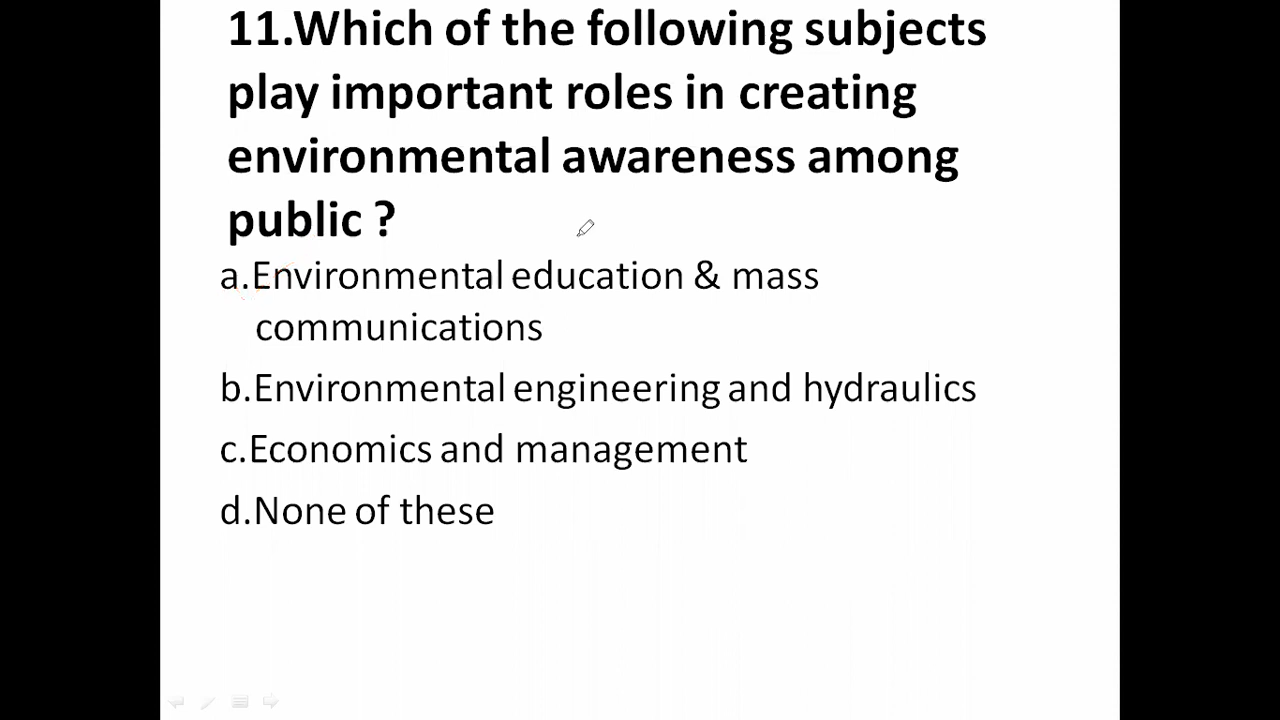 11.Which of the following subjects
play important roles in creating
environmental awareness among
public ?
a.Environmental education & mass
communications
b.Environmental engineering and hydraulics
c.Economics and management
d.None of these